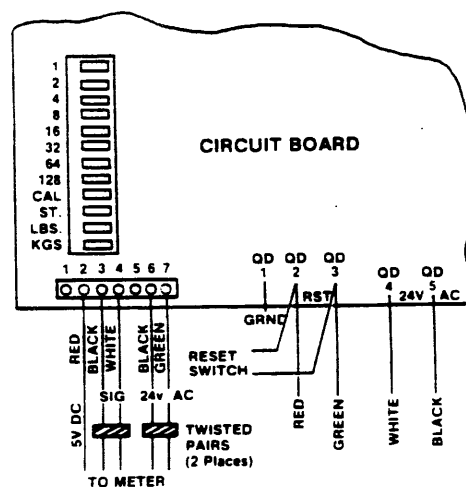 1
2
4
8
16
32
64
128
CAL
ST.
LBS.
KGS
CIRCUIT BOARD
1 2 3 4 5 6 7
QD QD QD QD QD
1 2 3 4 5
GRND
RST
24V AC
RESET
SWITCH
RED
BLACK
WHITE
BLACK
GREEN
RED
GREEN
WHITE
BLACK
5V DC
SIG
24v AC
TWISTED
PAIRS
(2 Places)
TO METER